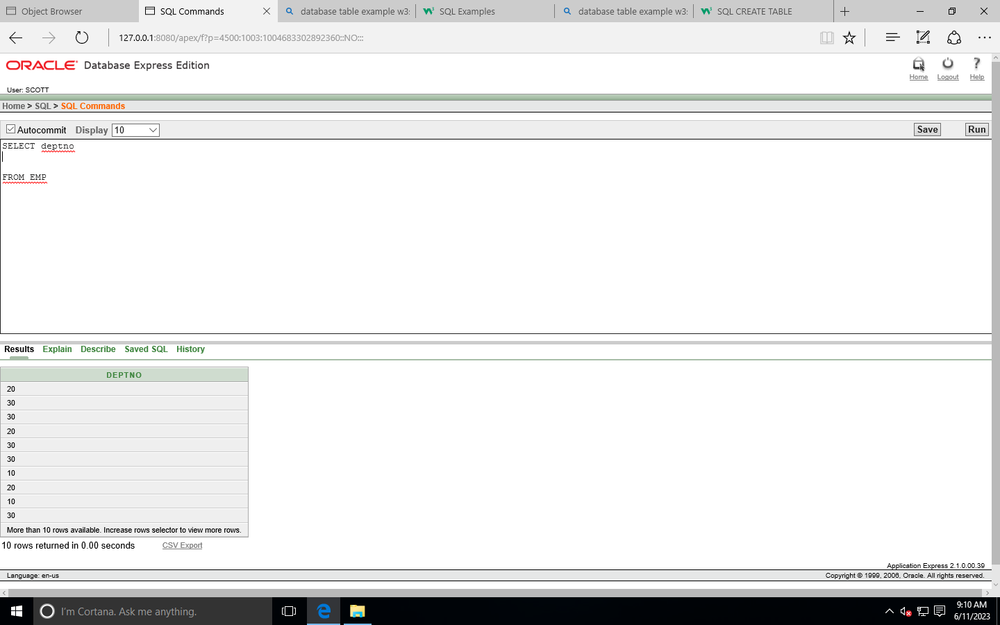 Object Browser
SQL Commands
database table example w3:
SQL Examples
database table example w3:
SQL CREATE TABLE
127.0.0.1:8080/apex/f?p=4500:1003:1004683302892360::NO:::
ORACLE Database Express Edition
Home Logout Help
User: SCOTT
Home > SQL > SQL Commands
Autocommit Display 10 Save Run
SELECT deptno
FROM EMP
Results Explain Describe Saved SQL History
DEPTNO
20
30
30
20
30
30
10
20
10
30
More than 10 rows available. Increase rows selector to view more rows.
10 rows returned in 0.00 seconds CSV Export
Application Express 2.1.0.00.39
Language: en-us Copyright © 1999, 2006, Oracle. All rights reserved.
I'm Cortana. Ask me anything.
9:10 AM
6/11/2023